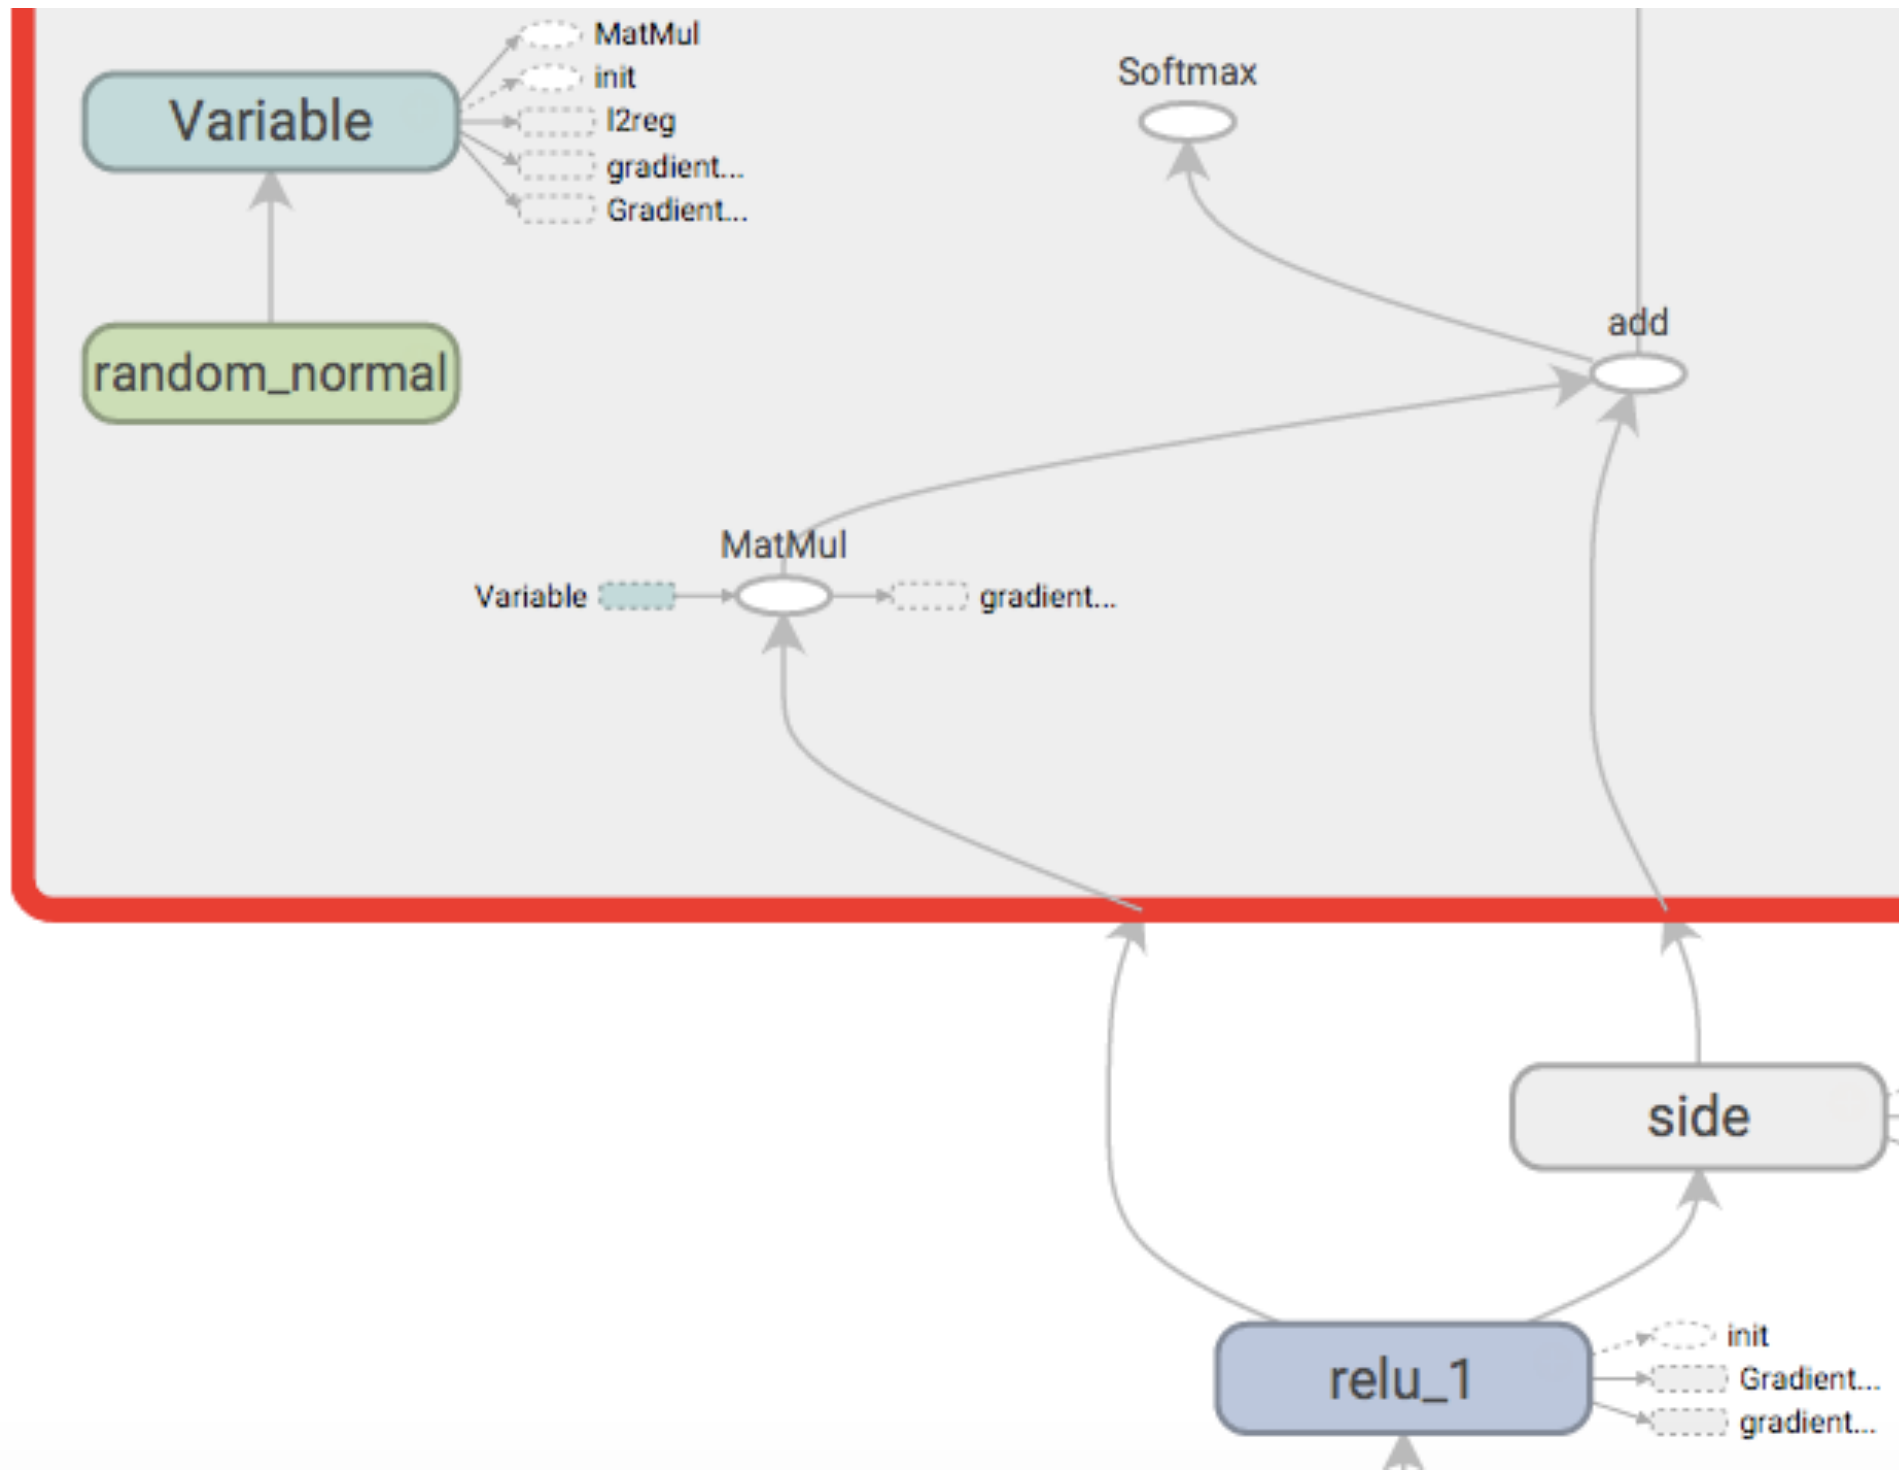 MatMul
init
l2reg
gradient...
Gradient...
Variable
random_normal
Softmax
add
MatMul
Variable
gradient...
side
relu_1
init
Gradient...
gradient...